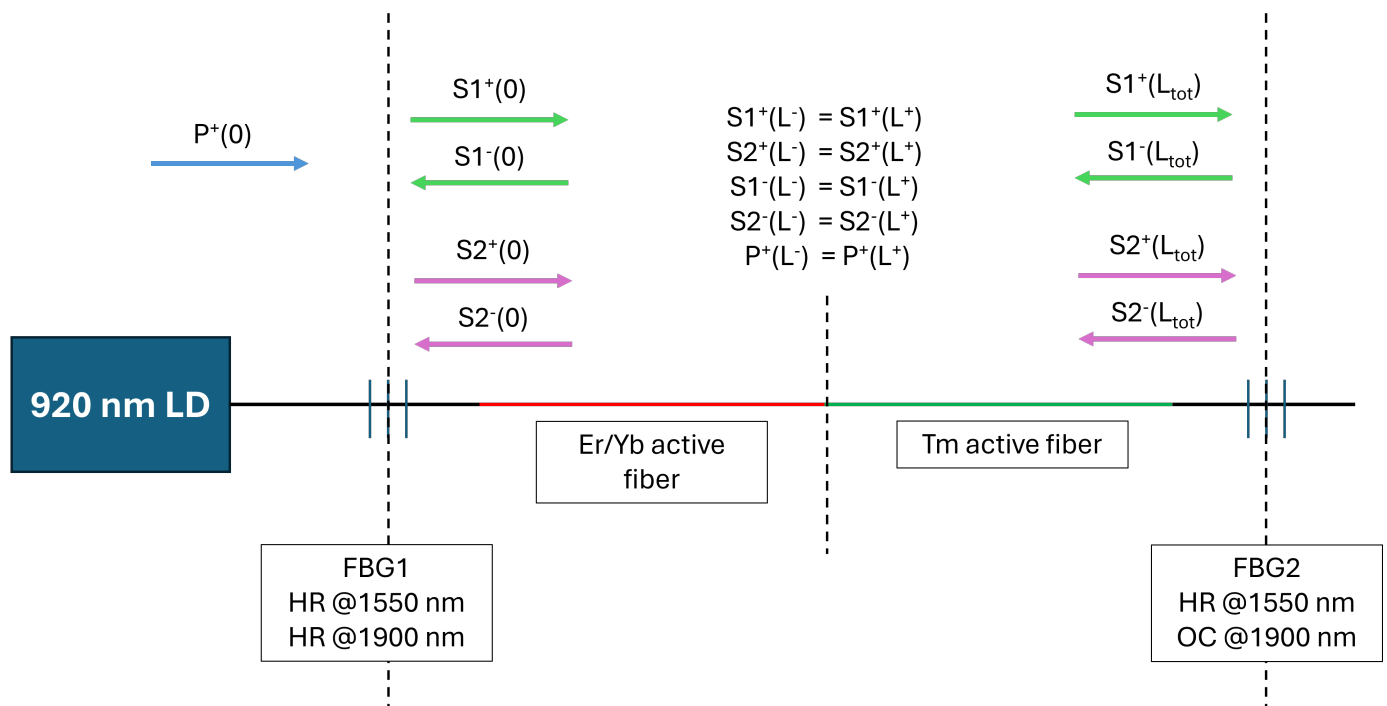 P⁺(0)
S1⁺(0)
S1⁻(0)
S2⁺(0)
S2⁻(0)
S1⁺(L⁻) = S1⁺(L⁺)
S2⁺(L⁻) = S2⁺(L⁺)
S1⁻(L⁻) = S1⁻(L⁺)
S2⁻(L⁻) = S2⁻(L⁺)
P⁺(L⁻) = P⁺(L⁺)
S1⁺(Lₜₒₜ)
S1⁻(Lₜₒₜ)
S2⁺(Lₜₒₜ)
S2⁻(Lₜₒₜ)
920 nm LD
Er/Yb active
fiber
Tm active fiber
FBG1
HR @1550 nm
HR @1900 nm
FBG2
HR @1550 nm
OC @1900 nm